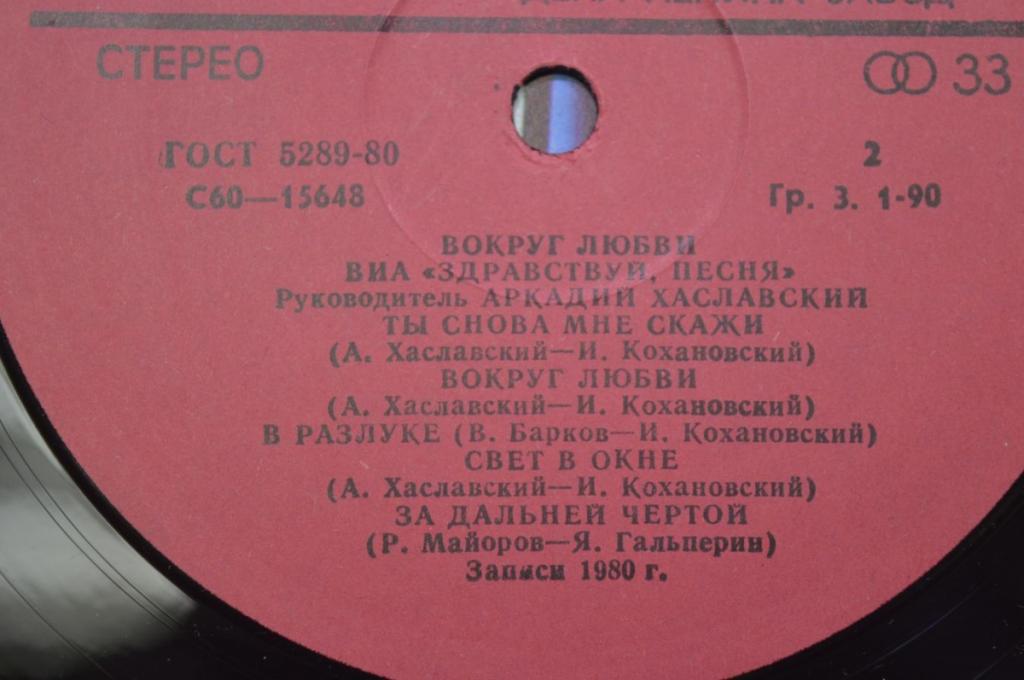 СТЕРЕО
33
ГОСТ 5289-80
2
С60—15648
Гр. 3. 1-90
ВОКРУГ ЛЮБВИ
ВИА «ЗДРАВСТВУЙ, ПЕСНЯ»
Руководитель АРКАДИЙ ХАСЛАВСКИЙ
ТЫ СНОВА МНЕ СКАЖИ
(А. Хаславский—И. Кохановский)
ВОКРУГ ЛЮБВИ
(А. Хаславский—И. Кохановский)
В РАЗЛУКЕ (В. Барков—И. Кохановский)
СВЕТ В ОКНЕ
(А. Хаславский—И. Кохановский)
ЗА ДАЛЬНЕЙ ЧЕРТОЙ
(Р. Майоров—Я. Гальперин)
Записи 1980 г.